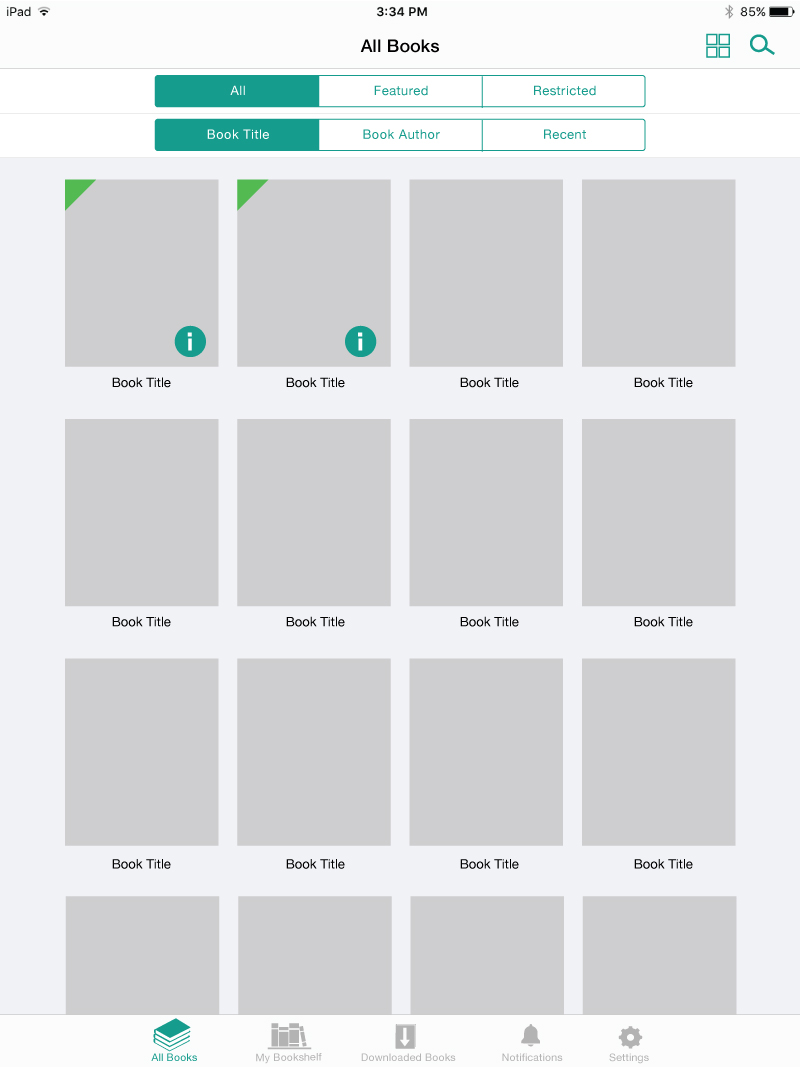 iPad 3:34 PM 85%
All Books
All Featured Restricted
Book Title Book Author Recent
Book Title Book Title Book Title Book Title
Book Title Book Title Book Title Book Title
Book Title Book Title Book Title Book Title
All Books My Bookshelf Downloaded Books Notifications Settings